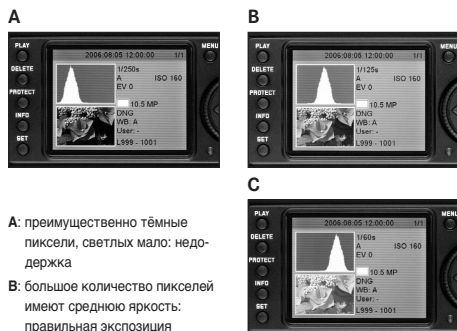 A
PLAY
DELETE
PROTECT
INFO
SET
MENU
2006:08:05 12:00:00 1/1
1/250s
A ISO 160
EV 0
10.5 MP
DNG
WB: A
User: -
L999 - 1001
B
PLAY
DELETE
PROTECT
INFO
SET
MENU
2006:08:05 12:00:00 1/1
1/125s
A ISO 160
EV 0
10.5 MP
DNG
WB: A
User: -
L999 - 1001
A: преимущественно тёмные
пиксели, светлых мало: недо-
держка
B: большое количество пикселей
имеют среднюю яркость:
правильная экспозиция
C
PLAY
DELETE
PROTECT
INFO
SET
MENU
2006:08:05 12:00:00 1/1
1/60s
A ISO 160
EV 0
10.5 MP
DNG
WB: A
User: -
L999 - 1001